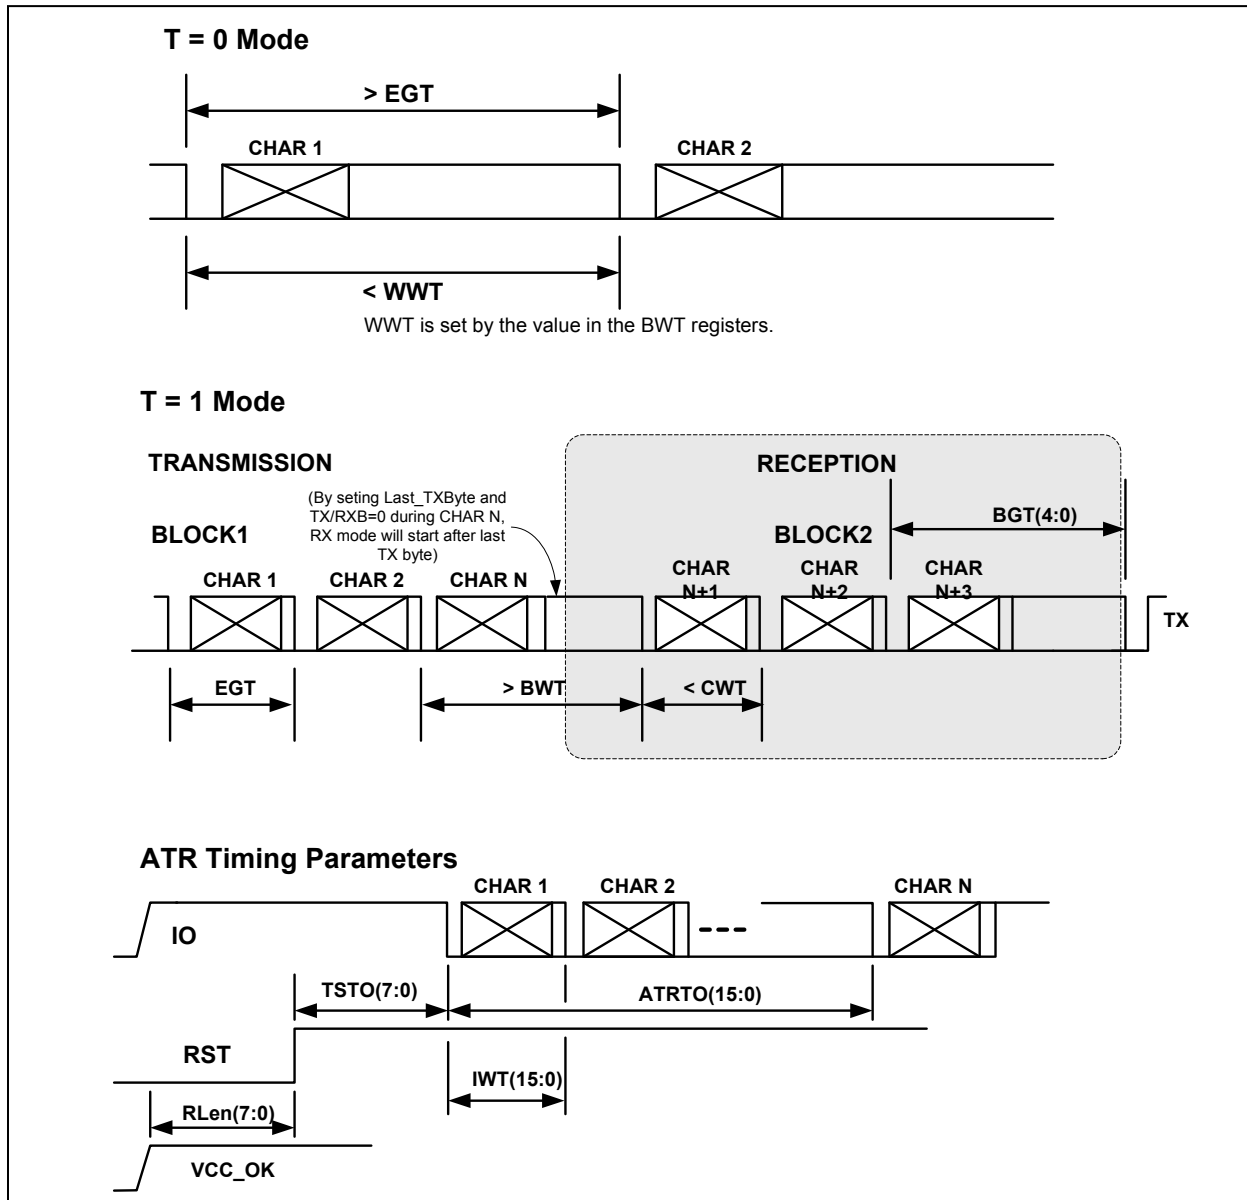 T = 0 Mode
> EGT
CHAR 1
CHAR 2
< WWT
WWT is set by the value in the BWT registers.
T = 1 Mode
TRANSMISSION
RECEPTION
(By seting Last_TXByte and
TX/RXB=0 during CHAR N,
RX mode will start after last
TX byte)
BGT(4:0)
BLOCK1
BLOCK2
CHAR 1
CHAR 2
CHAR N
CHAR
N+1
CHAR
N+2
CHAR
N+3
TX
EGT
> BWT
< CWT
ATR Timing Parameters
CHAR 1
CHAR 2
CHAR N
IO
TSTO(7:0)
ATRTO(15:0)
RST
IWT(15:0)
RLen(7:0)
VCC_OK